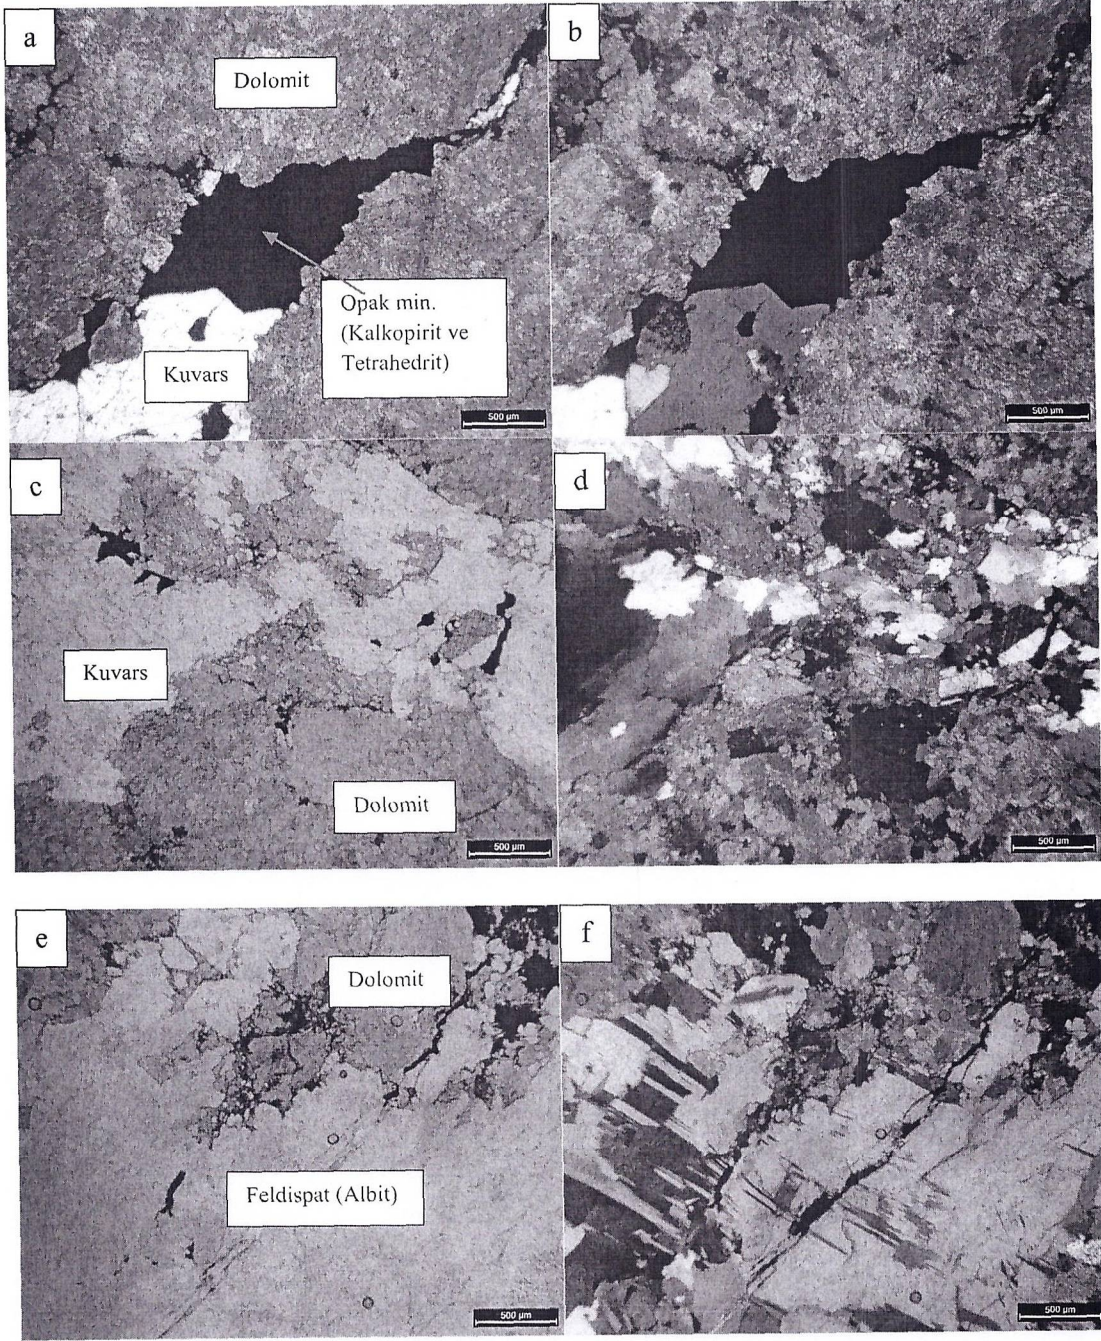 a
Dolomit
Opak min.
(Kalkopirit ve
Tetrahedrit)
Kuvars
500 µm
b
500 µm
c
Kuvars
Dolomit
500 µm
d
500 µm
e
Dolomit
Feldispat (Albit)
500 µm
f
500 µm